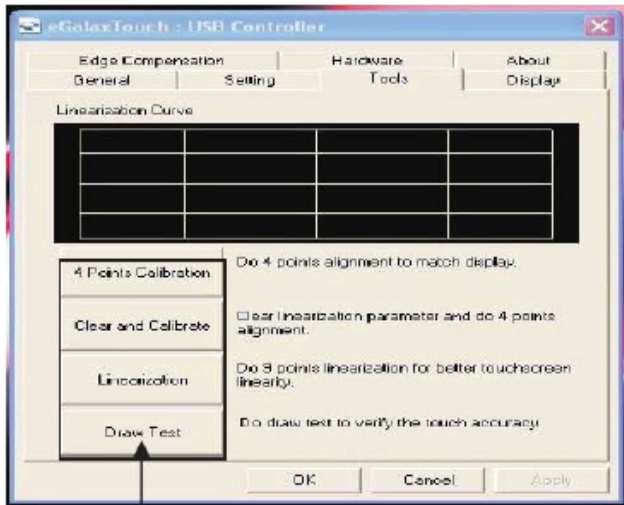 eGalaxTouch : USB Controller
Edge Compensation Hardware About
General Setting Tools Display
Linearization Curve
4 Points Calibration
Do 4 points alignment to match display.
Clear and Calibrate
Clear linearization parameter and do 4 points
alignment.
Linearization
Do 9 points linearization for better touchscreen
linearity.
Draw Test
Do draw test to verify the touch accuracy
OK Cancel Apply